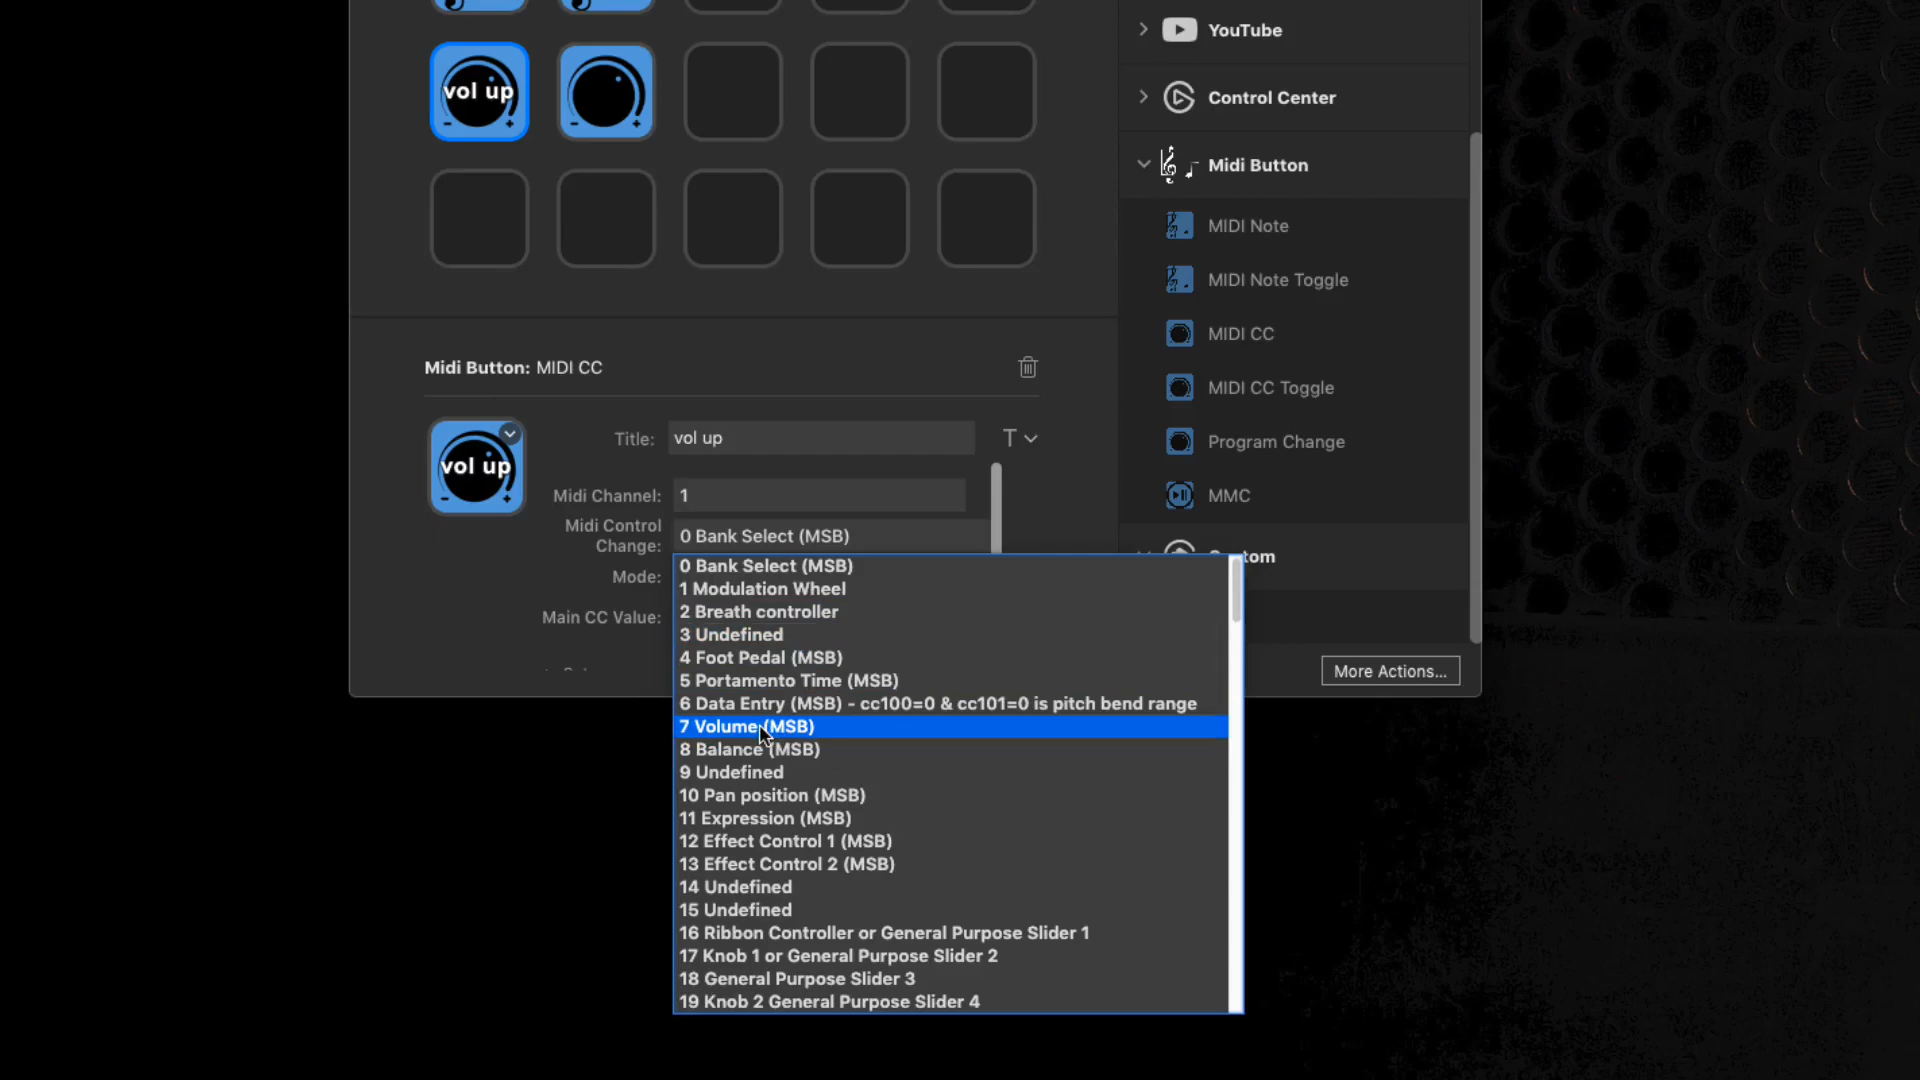 vol up
YouTube
Control Center
Midi Button
MIDI Note
MIDI Note Toggle
MIDI CC
MIDI CC Toggle
Program Change
MMC
More Actions...
Midi Button: MIDI CC
vol up
Title: vol up
T
Midi Channel: 1
Midi Control
Change: 0 Bank Select (MSB)
Mode:
Main CC Value:
0 Bank Select (MSB)
1 Modulation Wheel
2 Breath controller
3 Undefined
4 Foot Pedal (MSB)
5 Portamento Time (MSB)
6 Data Entry (MSB) - cc100=0 & cc101=0 is pitch bend range
7 Volume (MSB)
8 Balance (MSB)
9 Undefined
10 Pan position (MSB)
11 Expression (MSB)
12 Effect Control 1 (MSB)
13 Effect Control 2 (MSB)
14 Undefined
15 Undefined
16 Ribbon Controller or General Purpose Slider 1
17 Knob 1 or General Purpose Slider 2
18 General Purpose Slider 3
19 Knob 2 General Purpose Slider 4